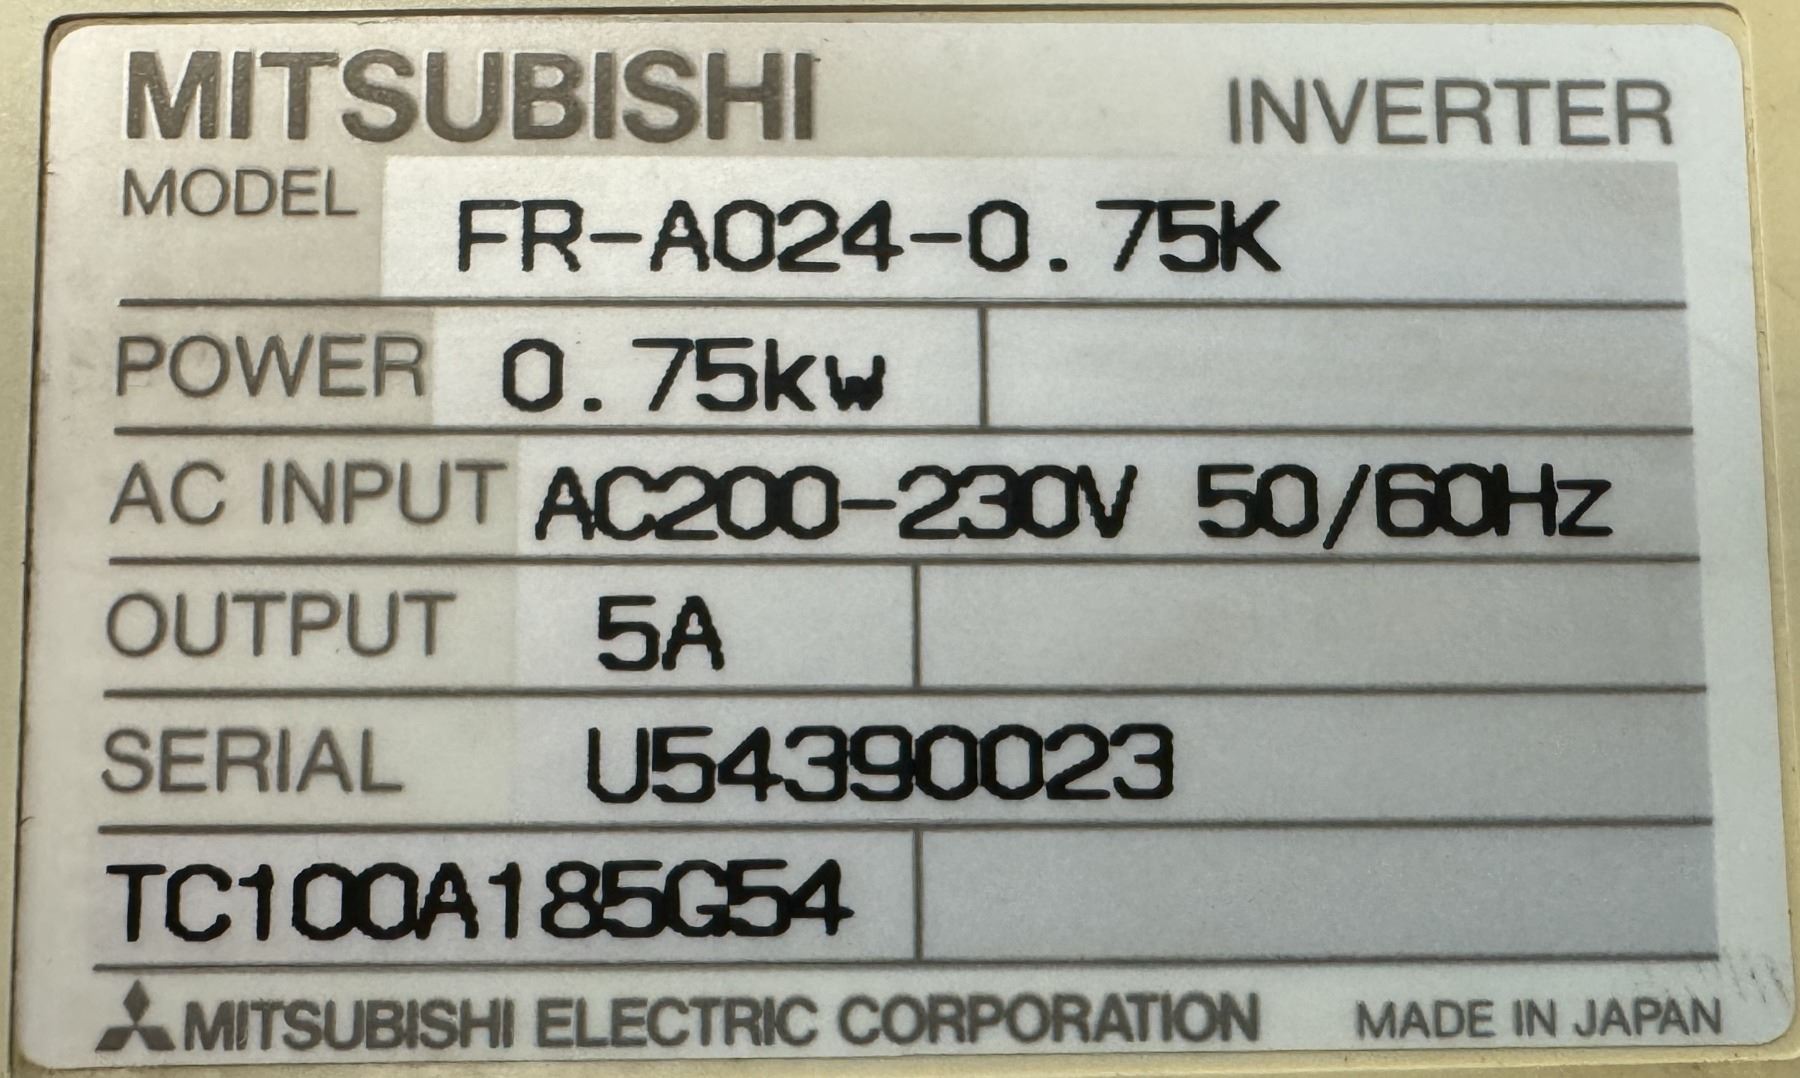 MITSUBISHI INVERTER
MODEL FR-A024-0.75K
POWER 0.75kW
AC INPUT AC200-230V 50/60Hz
OUTPUT 5A
SERIAL U54390023
TC100A185G54
MITSUBISHI ELECTRIC CORPORATION MADE IN JAPAN